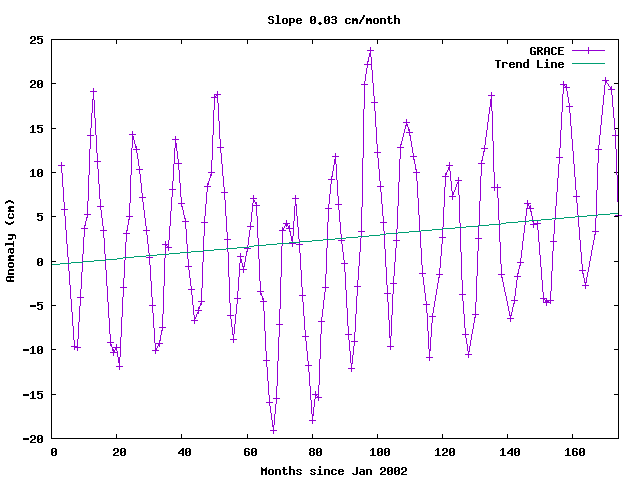 Slope 0.03 cm/month
GRACE
Trend Line
25
20
15
10
5
0
-5
-10
-15
-20
Anomaly (cm)
0 20 40 60 80 100 120 140 160
Months since Jan 2002